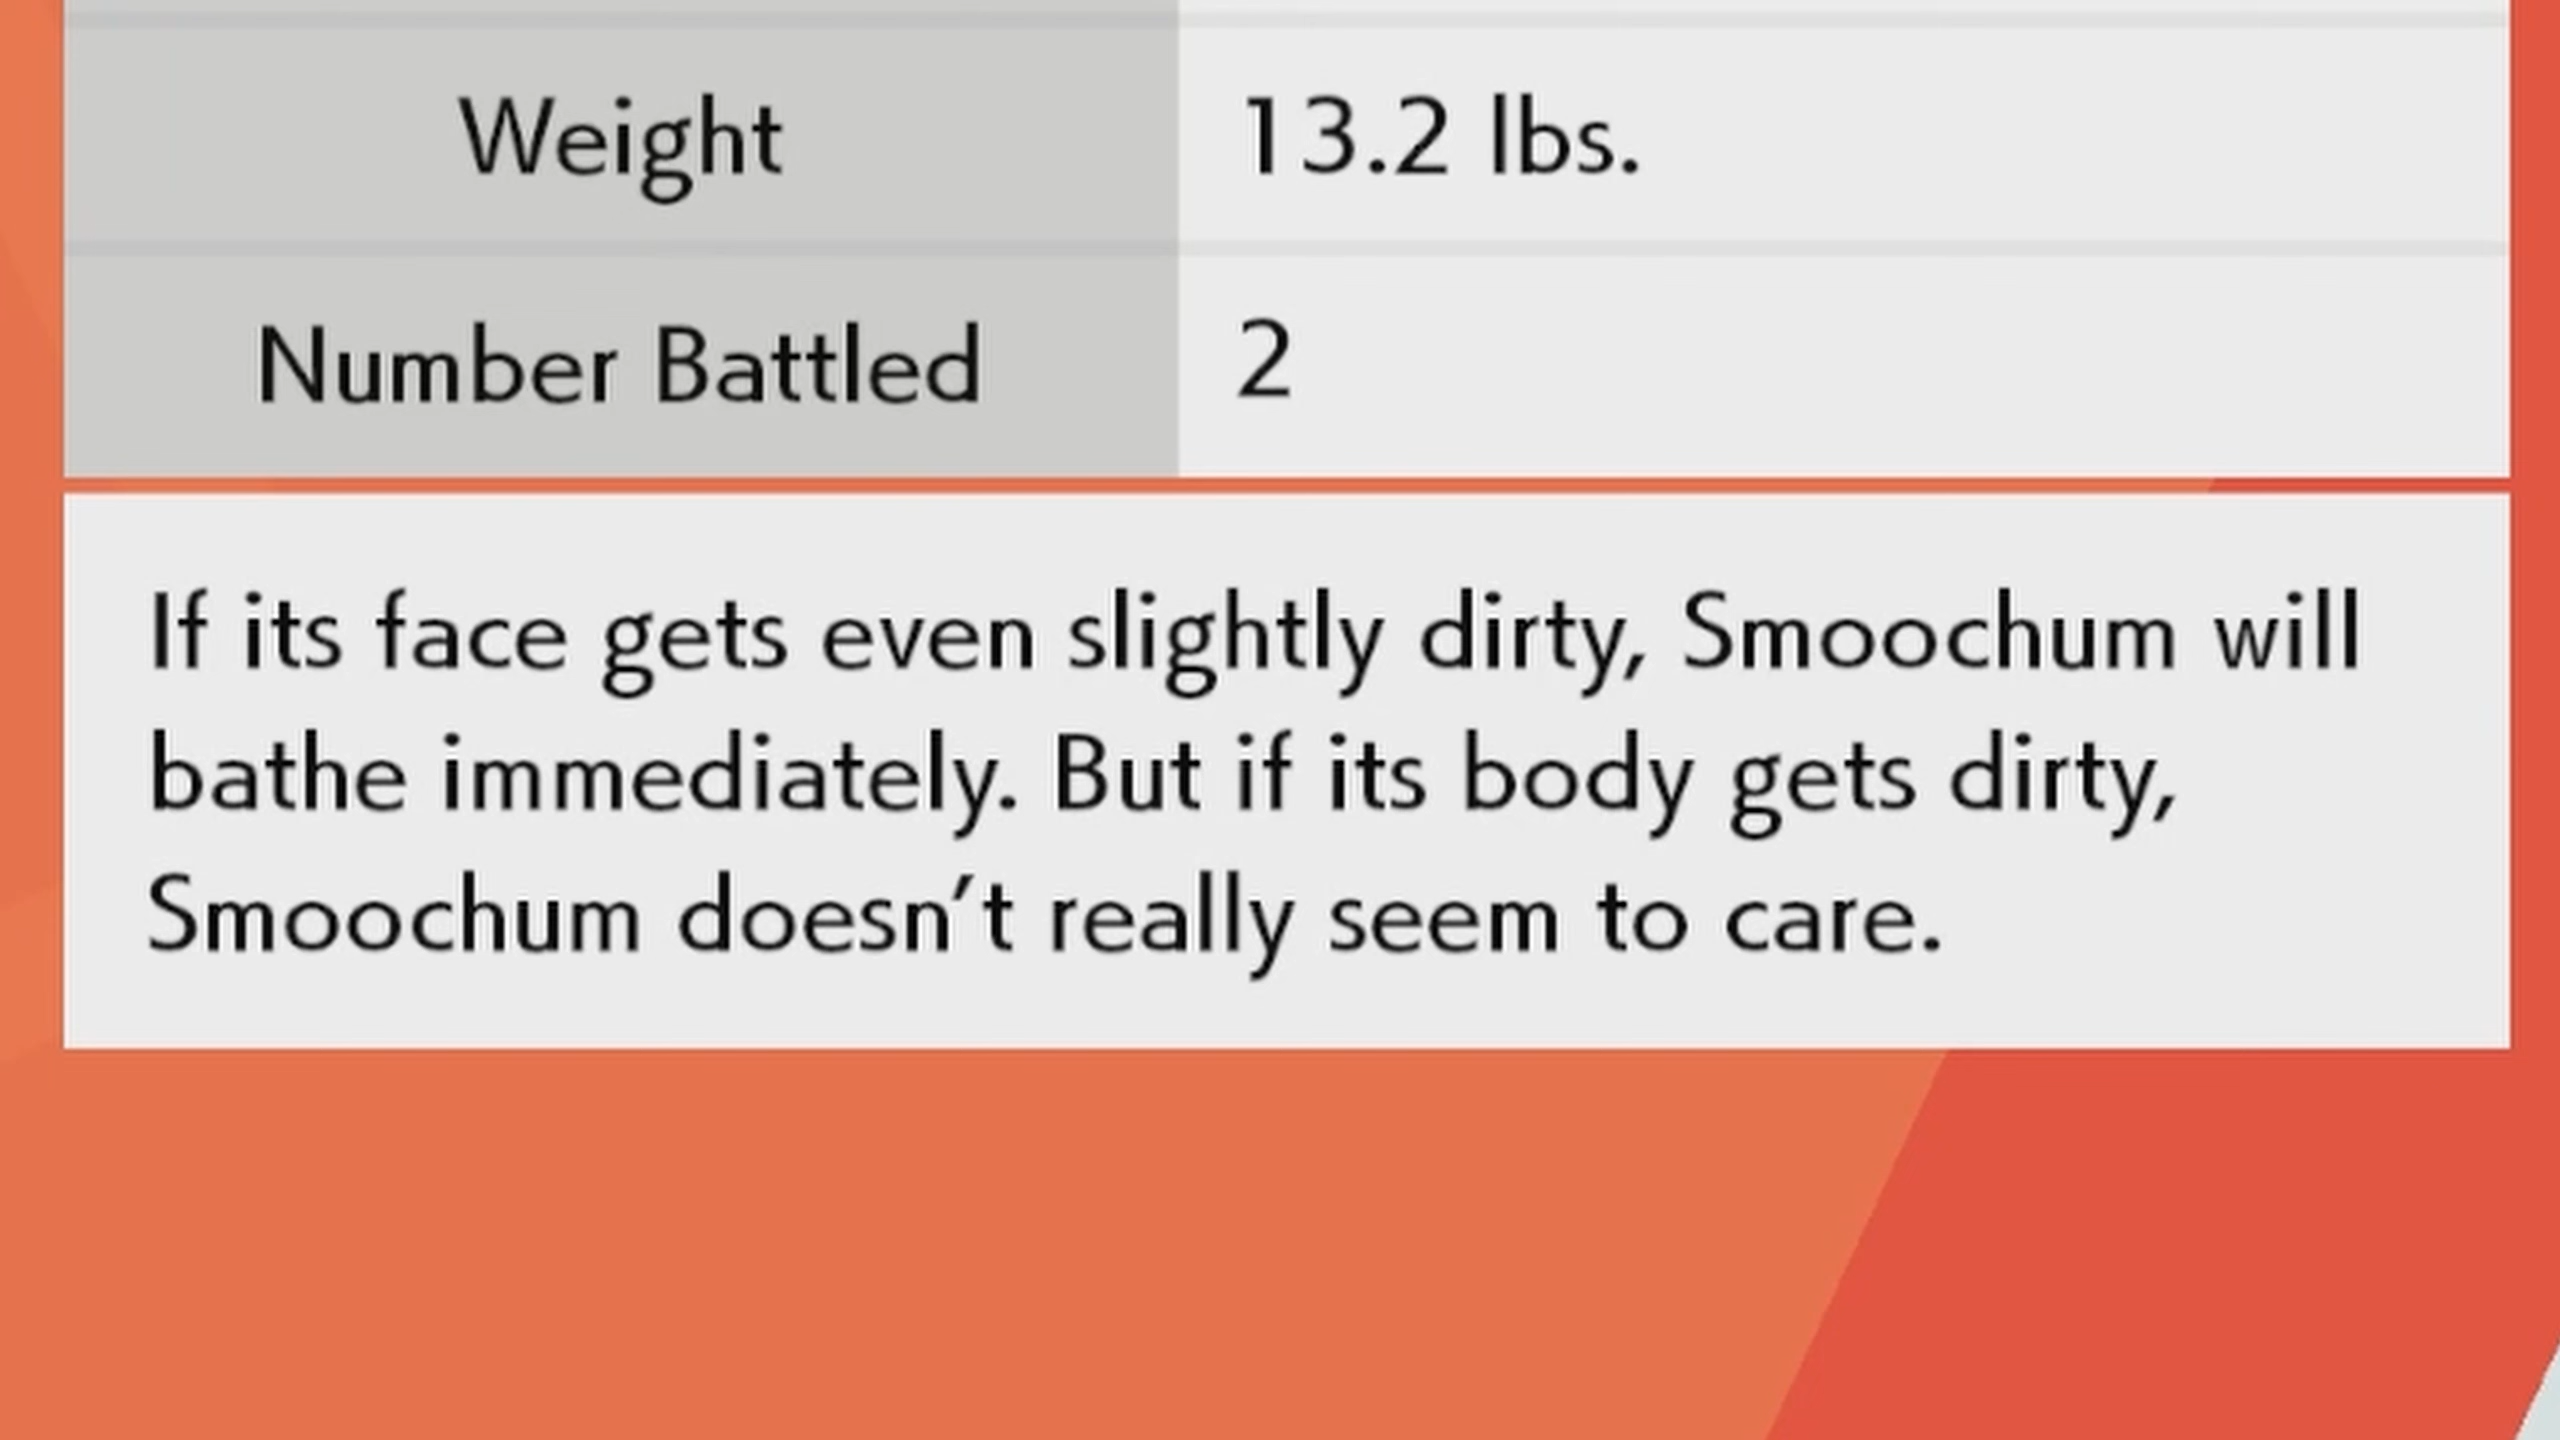 Weight 13.2 lbs.
Number Battled 2
If its face gets even slightly dirty, Smoochum will
bathe immediately. But if its body gets dirty,
Smoochum doesn’t really seem to care.